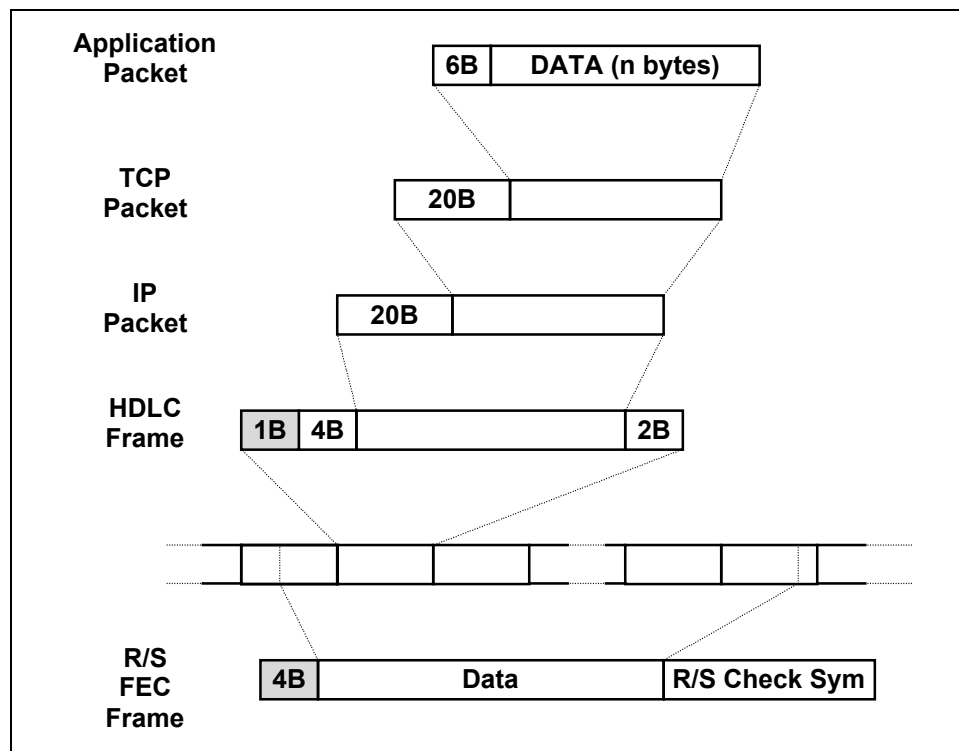 Application
Packet
6B
DATA (n bytes)
TCP
Packet
20B
IP
Packet
20B
HDLC
Frame
1B
4B
2B
R/S
FEC
Frame
4B
Data
R/S Check Sym